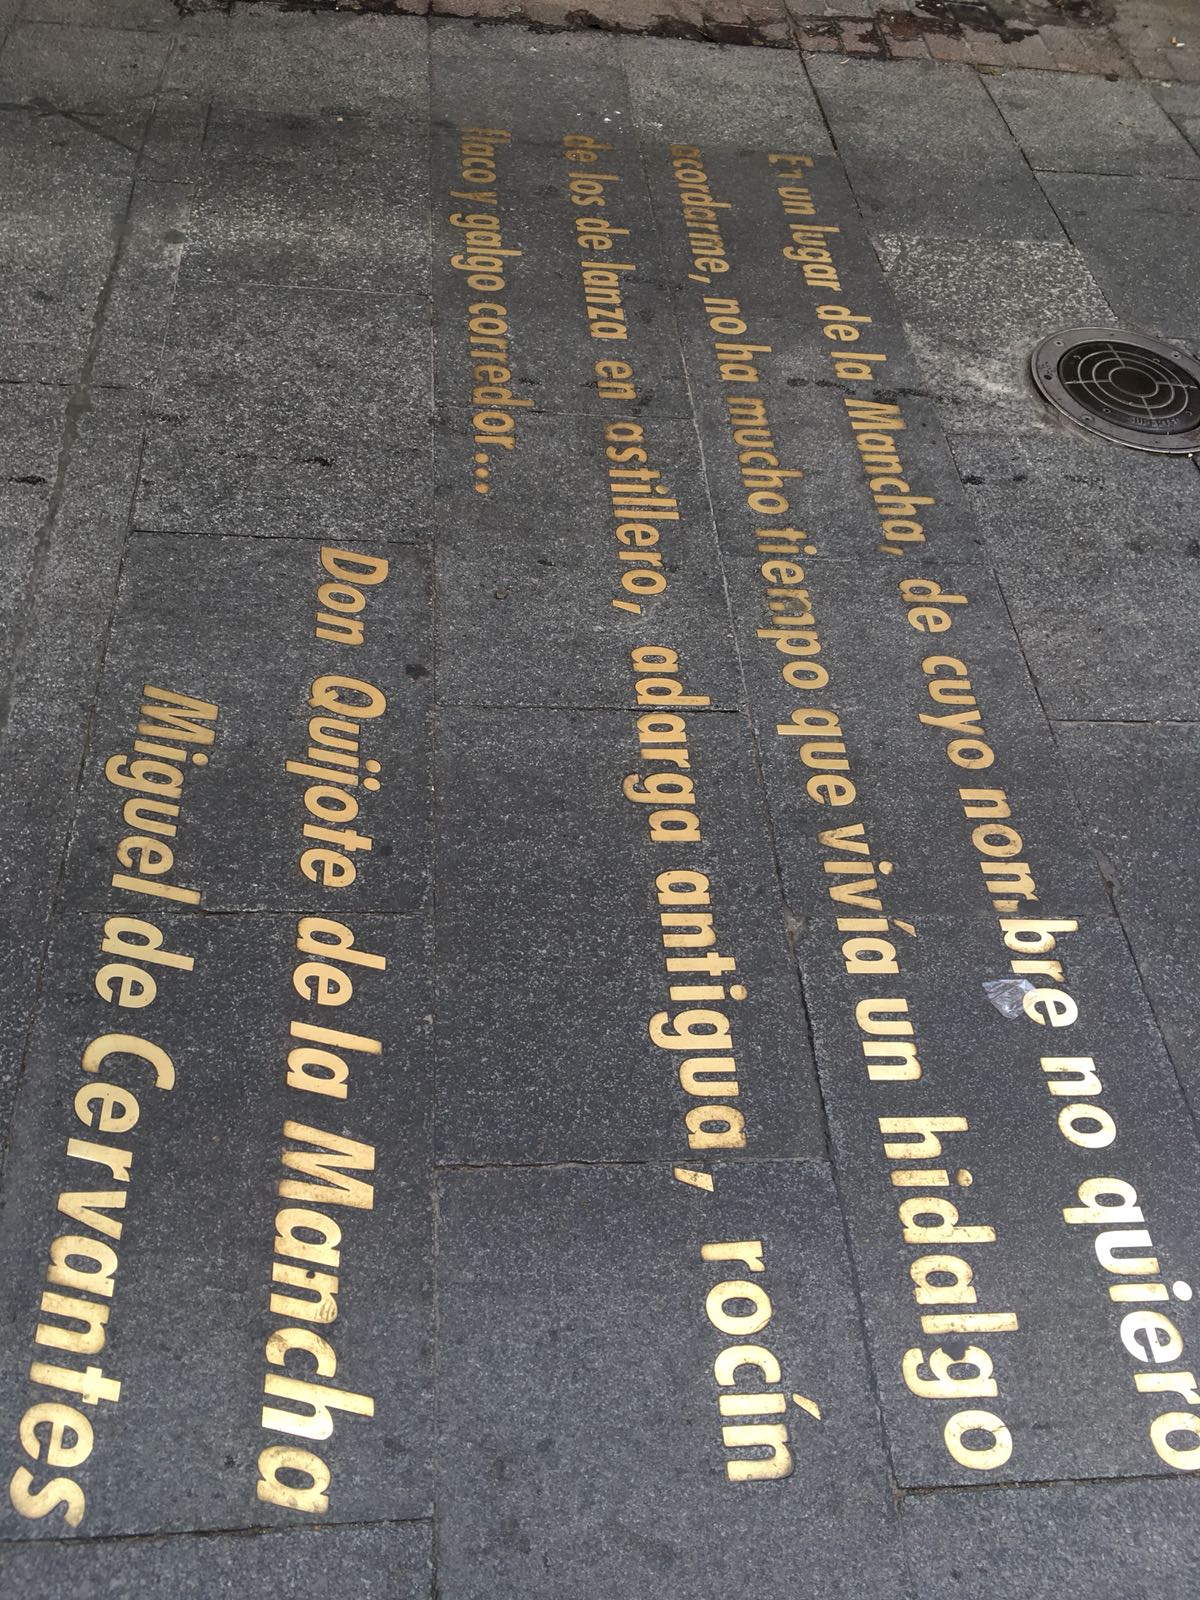 En un lugar de la Mancha, de cuyo nombre no quiero
acordarme, no ha mucho tiempo que vivía un hidalgo
de los de lanza en astillero, adarga antigua, rocín
flaco y galgo corredor...
Don Quijote de la Mancha
Miguel de Cervantes